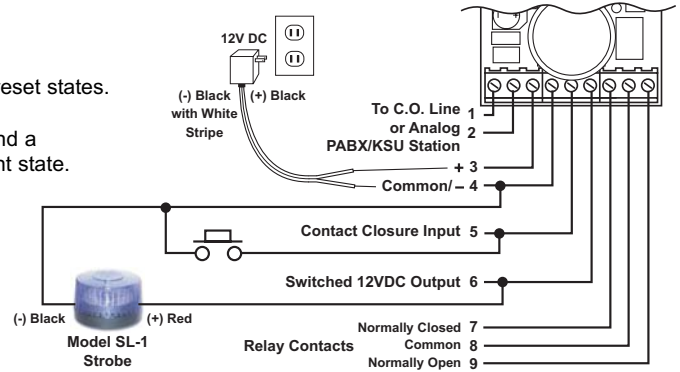 reset states.
nd a
nt state.
12V DC
(-) Black
with White
Stripe
(+) Black
To C.O. Line 1
or Analog 2
PABX/KSU Station
+ 3
Common/ – 4
Contact Closure Input 5
Switched 12VDC Output 6
(-) Black
(+) Red
Model SL-1
Strobe
Relay Contacts
Normally Closed 7
Common 8
Normally Open 9